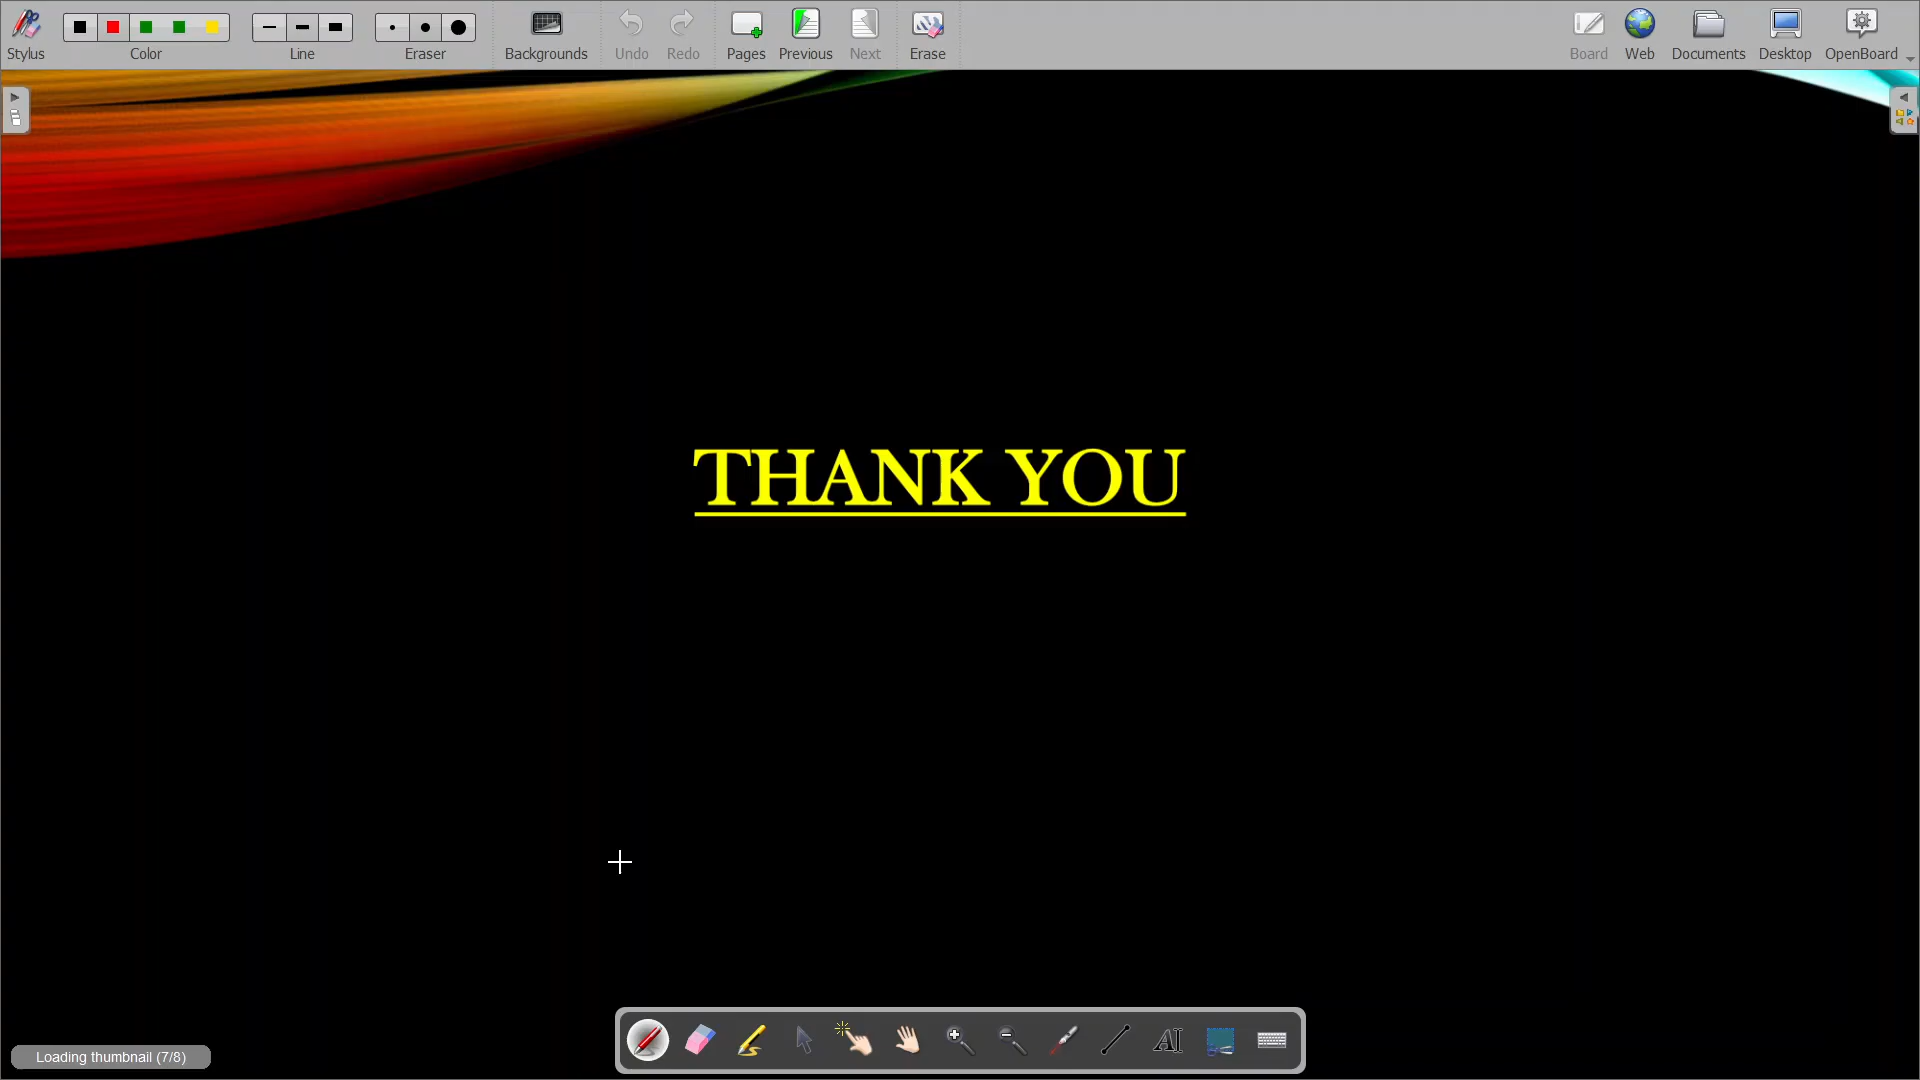 Stylus Color Line Eraser Backgrounds Undo Redo Pages Previous Next Erase Board Web Documents Desktop OpenBoard
THANK YOU
Loading thumbnail (7/8)